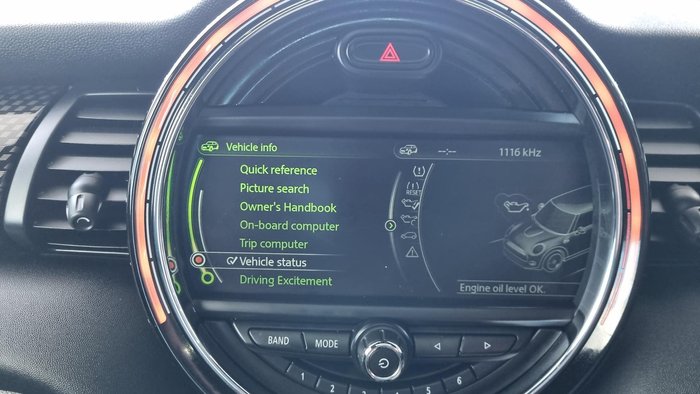 Vehicle info
--:-- 1116 kHz
Quick reference
Picture search
Owner's Handbook
On-board computer
Trip computer
Vehicle status
Driving Excitement
RESET
Engine oil level OK.
BAND MODE
1 2 3 4 5 6